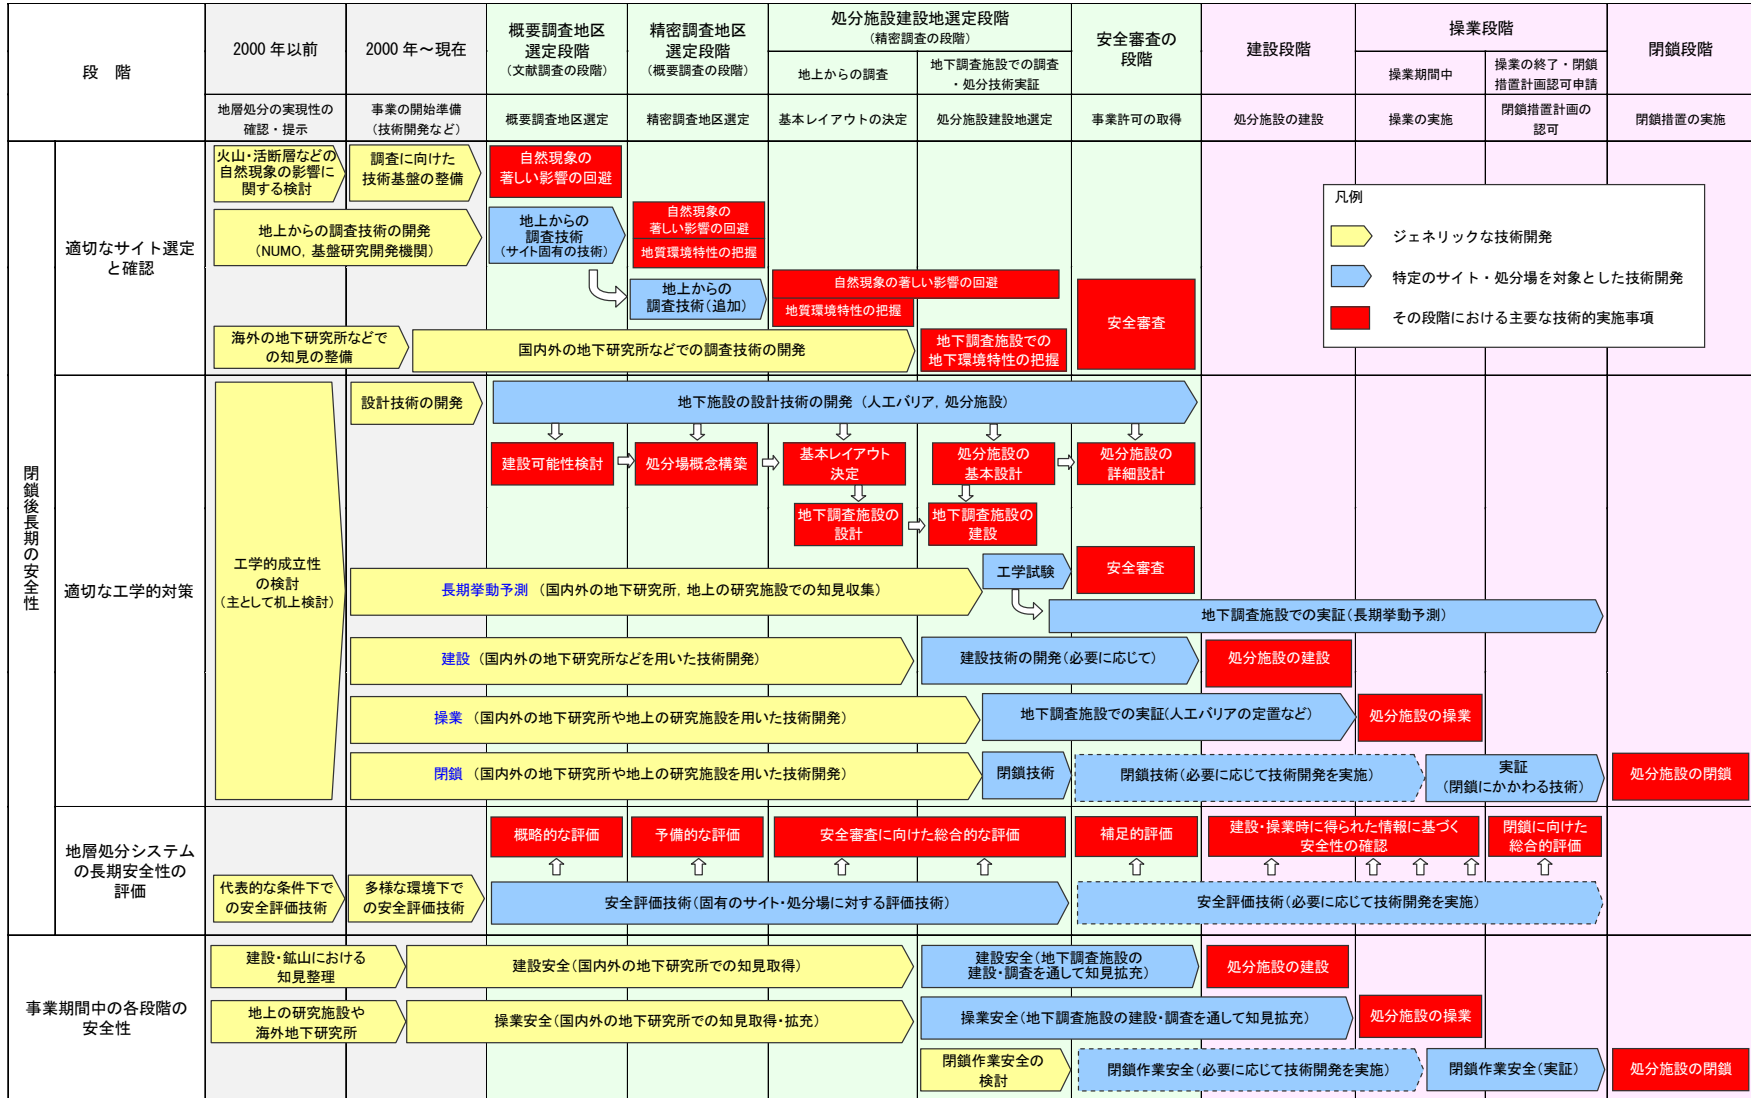 段　階
2000 年以前
2000 年～現在
概要調査地区
選定段階
（文献調査の段階）
精密調査地区
選定段階
（概要調査の段階）
処分施設建設地選定段階
（精密調査の段階）
地上からの調査
地下調査施設での調査
・処分技術実証
安全審査の
段階
建設段階
操業段階
操業期間中
操業の終了・閉鎖
措置計画認可申請
閉鎖段階
地層処分の実現性の
確認・提示
事業の開始準備
（技術開発など）
概要調査地区選定
精密調査地区選定
基本レイアウトの決定
処分施設建設地選定
事業許可の取得
処分施設の建設
操業の実施
閉鎖措置計画の
認可
閉鎖措置の実施
閉鎖後長期の安全性
適切なサイト選定
と確認
火山・活断層などの
自然現象の影響に
関する検討
調査に向けた
技術基盤の整備
自然現象の
著しい影響の回避
地上からの調査技術の開発
（NUMO，基盤研究開発機関）
地上からの
調査技術
（サイト固有の技術）
自然現象の
著しい影響の回避
地質環境特性の把握
地上からの
調査技術（追加）
自然現象の著しい影響の回避
地質環境特性の把握
安全審査
海外の地下研究所などで
の知見の整備
国内外の地下研究所などでの調査技術の開発
地下調査施設での
地下環境特性の把握
凡例
ジェネリックな技術開発
特定のサイト・処分場を対象とした技術開発
その段階における主要な技術的実施事項
適切な工学的対策
工学的成立性
の検討
（主として机上検討）
設計技術の開発
地下施設の設計技術の開発（人工バリア，処分施設）
建設可能性検討
処分場概念構築
基本レイアウト
決定
処分施設の
基本設計
処分施設の
詳細設計
地下調査施設の
設計
地下調査施設の
建設
長期挙動予測（国内外の地下研究所，地上の研究施設での知見収集）
工学試験
安全審査
地下調査施設での実証（長期挙動予測）
建設（国内外の地下研究所などを用いた技術開発）
建設技術の開発（必要に応じて）
処分施設の建設
操業（国内外の地下研究所や地上の研究施設を用いた技術開発）
地下調査施設での実証（人工バリアの定置など）
処分施設の操業
閉鎖（国内外の地下研究所や地上の研究施設を用いた技術開発）
閉鎖技術
閉鎖技術（必要に応じて技術開発を実施）
実証
（閉鎖にかかわる技術）
処分施設の閉鎖
地層処分システム
の長期安全性の
評価
概略的な評価
予備的な評価
安全審査に向けた総合的な評価
補足的評価
建設・操業時に得られた情報に基づく
安全性の確認
閉鎖に向けた
総合的評価
代表的な条件下で
の安全評価技術
多様な環境下で
の安全評価技術
安全評価技術（固有のサイト・処分場に対する評価技術）
安全評価技術（必要に応じて技術開発を実施）
事業期間中の各段階の
安全性
建設・鉱山における
知見整理
建設安全（国内外の地下研究所での知見取得）
建設安全（地下調査施設の
建設・調査を通して知見拡充）
処分施設の建設
地上の研究施設や
海外地下研究所
操業安全（国内外の地下研究所での知見取得・拡充）
操業安全（地下調査施設の建設・調査を通して知見拡充）
処分施設の操業
閉鎖作業安全の
検討
閉鎖作業安全（必要に応じて技術開発を実施）
閉鎖作業安全（実証）
処分施設の閉鎖